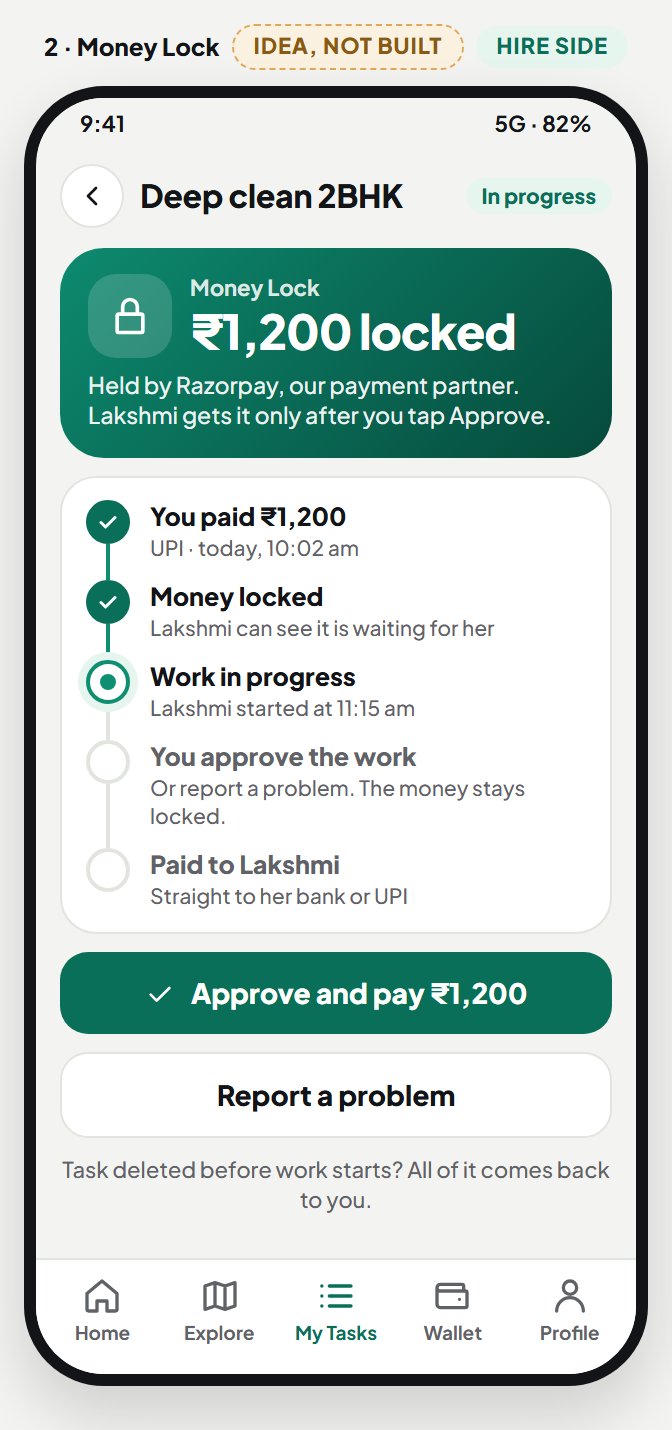 2 · Money Lock IDEA, NOT BUILT HIRE SIDE
9:41 5G · 82%
Deep clean 2BHK In progress
Money Lock
₹1,200 locked
Held by Razorpay, our payment partner.
Lakshmi gets it only after you tap Approve.
You paid ₹1,200
UPI · today, 10:02 am
Money locked
Lakshmi can see it is waiting for her
Work in progress
Lakshmi started at 11:15 am
You approve the work
Or report a problem. The money stays
locked.
Paid to Lakshmi
Straight to her bank or UPI
Approve and pay ₹1,200
Report a problem
Task deleted before work starts? All of it comes back
to you.
Home Explore My Tasks Wallet Profile